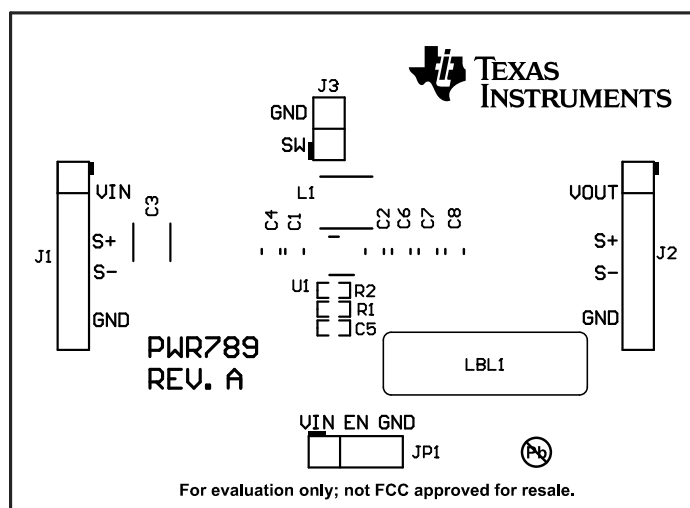 TEXAS
INSTRUMENTS
J3
GND
SW
L1
VIN
C3
C4
C1
C2
C6
C7
C8
VOUT
J1
S+
S-
GND
S+
S-
GND
J2
U1
R2
R1
C5
PWR789
REV. A
LBL1
VIN EN GND
JP1
Pb
For evaluation only; not FCC approved for resale.